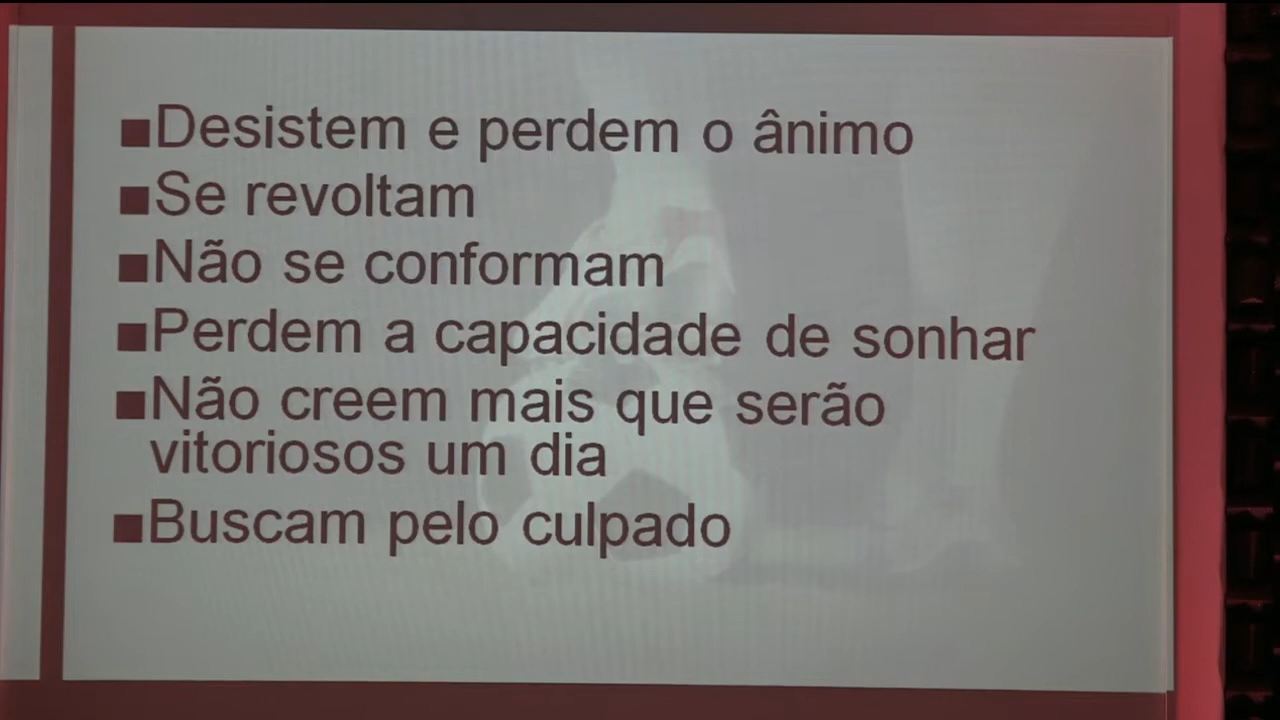 ■Desistem e perdem o ânimo
■Se revoltam
■Não se conformam
■Perdem a capacidade de sonhar
■Não creem mais que serão
vitoriosos um dia
■Buscam pelo culpado